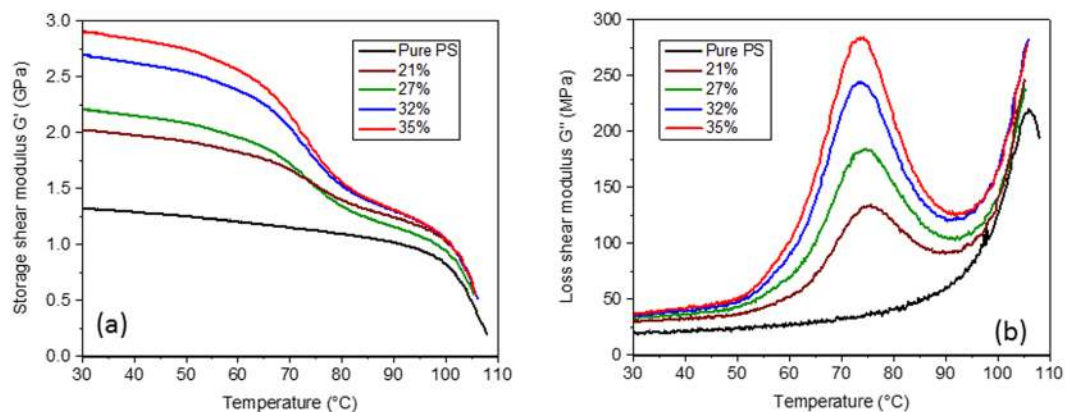 Storage shear modulus G' (GPa)
3.0
2.5
2.0
1.5
1.0
0.5
0.0
Pure PS
21%
27%
32%
35%
(a)
30 40 50 60 70 80 90 100 110
Temperature (°C)
Loss shear modulus G'' (MPa)
300
250
200
150
100
50
0
Pure PS
21%
27%
32%
35%
(b)
30 40 50 60 70 80 90 100 110
Temperature (°C)